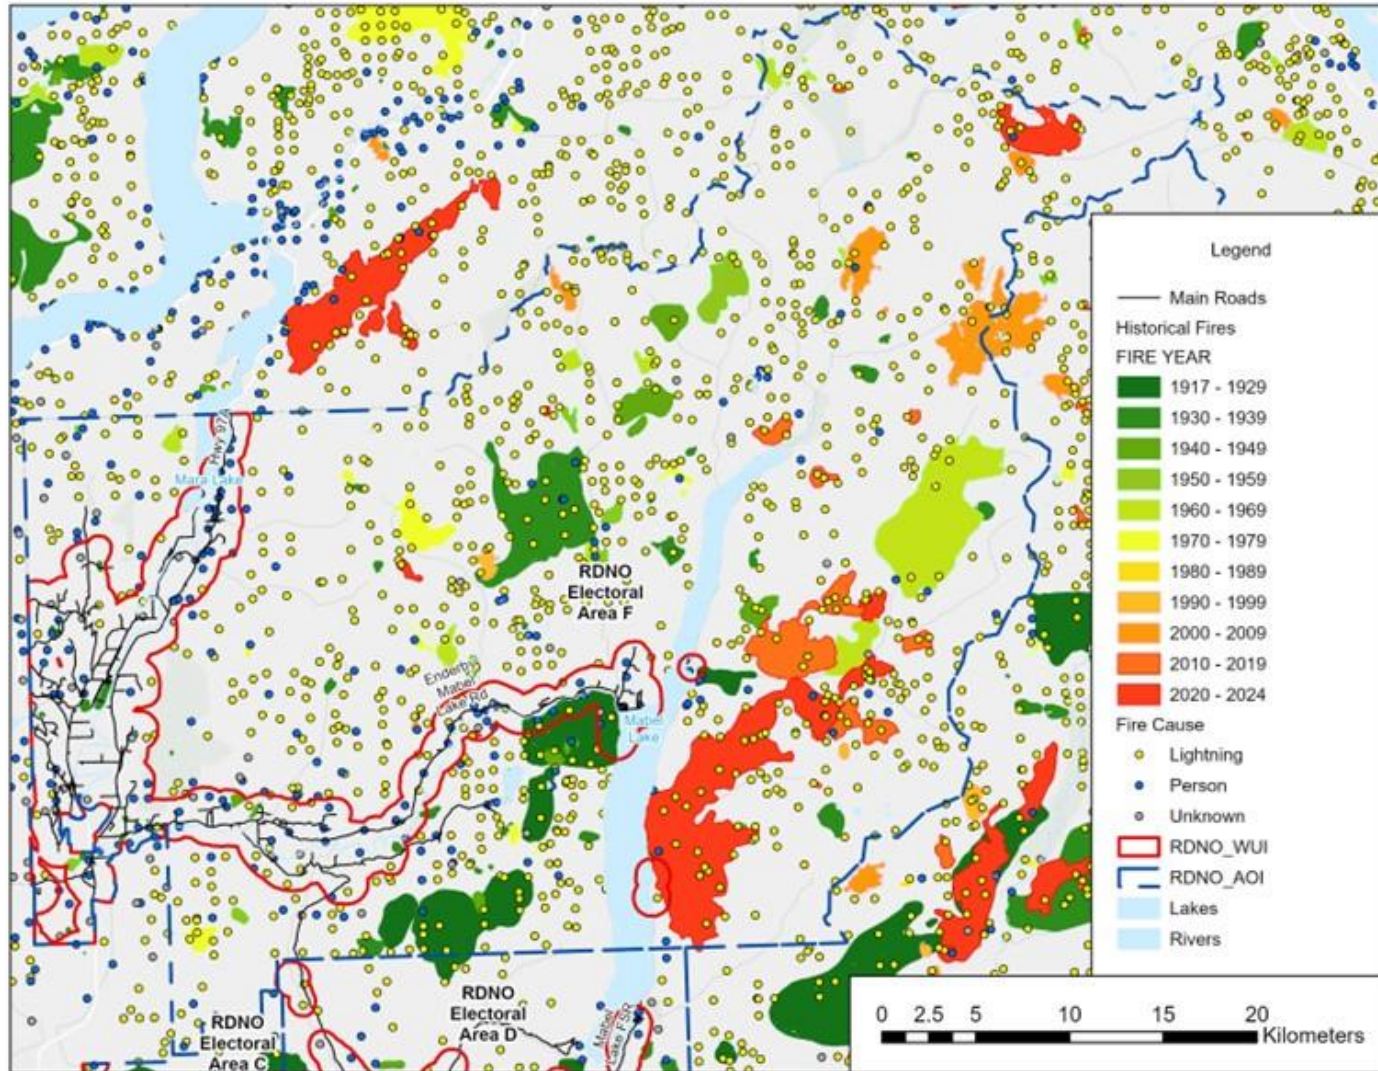 Hwy 97A
Mara Lake
RDNO
Electoral
Area F
Enderby
Mabel
Lake Rd
Mabel
Lake
RDNO
Electoral
Area D
RDNO
Electoral
Area C
Mabel
Lake FSR
Legend
Main Roads
Historical Fires
FIRE YEAR
1917 - 1929
1930 - 1939
1940 - 1949
1950 - 1959
1960 - 1969
1970 - 1979
1980 - 1989
1990 - 1999
2000 - 2009
2010 - 2019
2020 - 2024
Fire Cause
Lightning
Person
Unknown
RDNO_WUI
RDNO_AOI
Lakes
Rivers
0 2.5 5 10 15 20
Kilometers